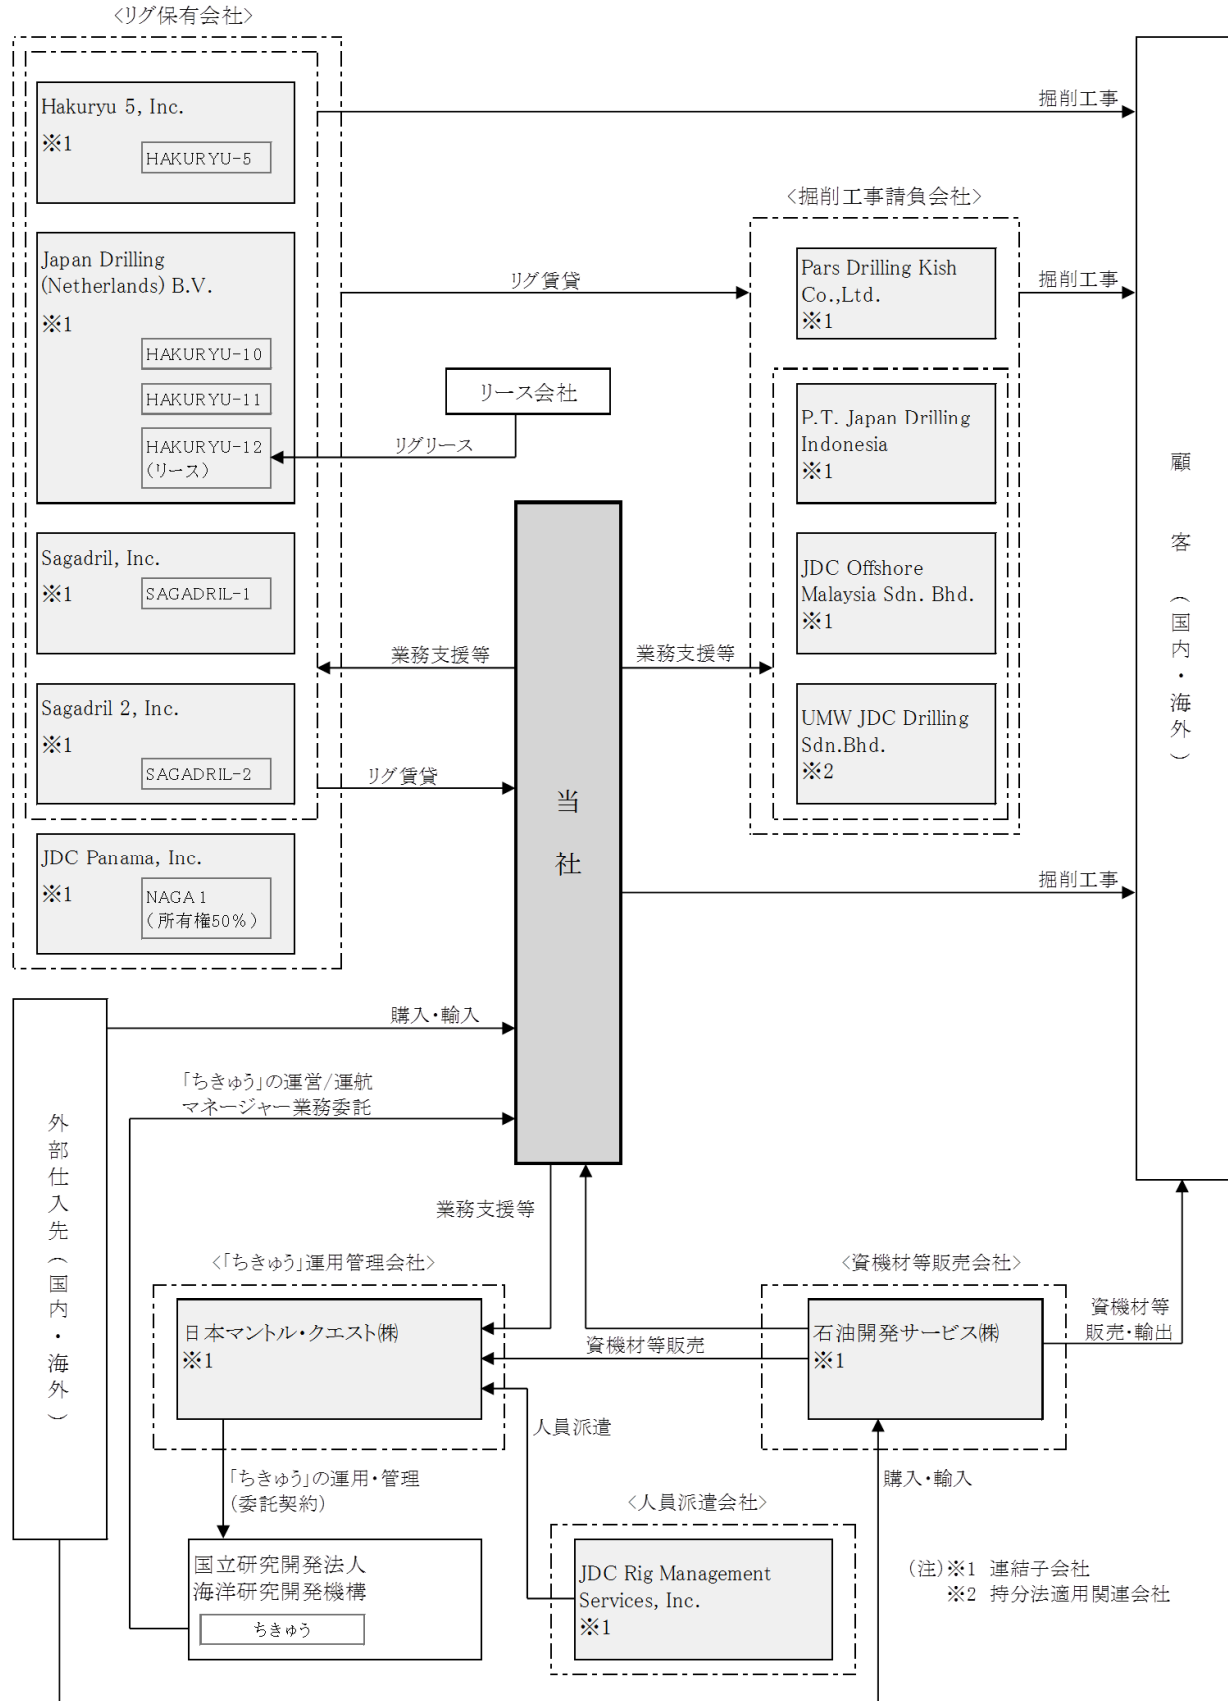 〈リグ保有会社〉
Hakuryu 5, Inc.
※1
HAKURYU-5
Japan Drilling
(Netherlands) B.V.
※1
HAKURYU-10
HAKURYU-11
HAKURYU-12
(リース)
Sagadril, Inc.
※1
SAGADRIL-1
Sagadril 2, Inc.
※1
SAGADRIL-2
JDC Panama, Inc.
※1
NAGA 1
(所有権50%)
掘削工事
〈掘削工事請負会社〉
リグ賃貸
Pars Drilling Kish
Co.,Ltd.
※1
掘削工事
リース会社
リグリース
P.T. Japan Drilling
Indonesia
※1
JDC Offshore
Malaysia Sdn. Bhd.
※1
UMW JDC Drilling
Sdn.Bhd.
※2
業務支援等
業務支援等
リグ賃貸
当社
掘削工事
顧客(国内・海外)
購入・輸入
「ちきゅう」の運営/運航
マネージャー業務委託
外部仕入先(国内・海外)
業務支援等
〈「ちきゅう」運用管理会社〉
日本マントル・クエスト㈱
※1
資機材等販売
〈資機材等販売会社〉
石油開発サービス㈱
※1
資機材等
販売・輸出
人員派遣
購入・輸入
「ちきゅう」の運用・管理
(委託契約)
国立研究開発法人
海洋研究開発機構
ちきゅう
〈人員派遣会社〉
JDC Rig Management
Services, Inc.
※1
(注)※1 連結子会社
※2 持分法適用関連会社